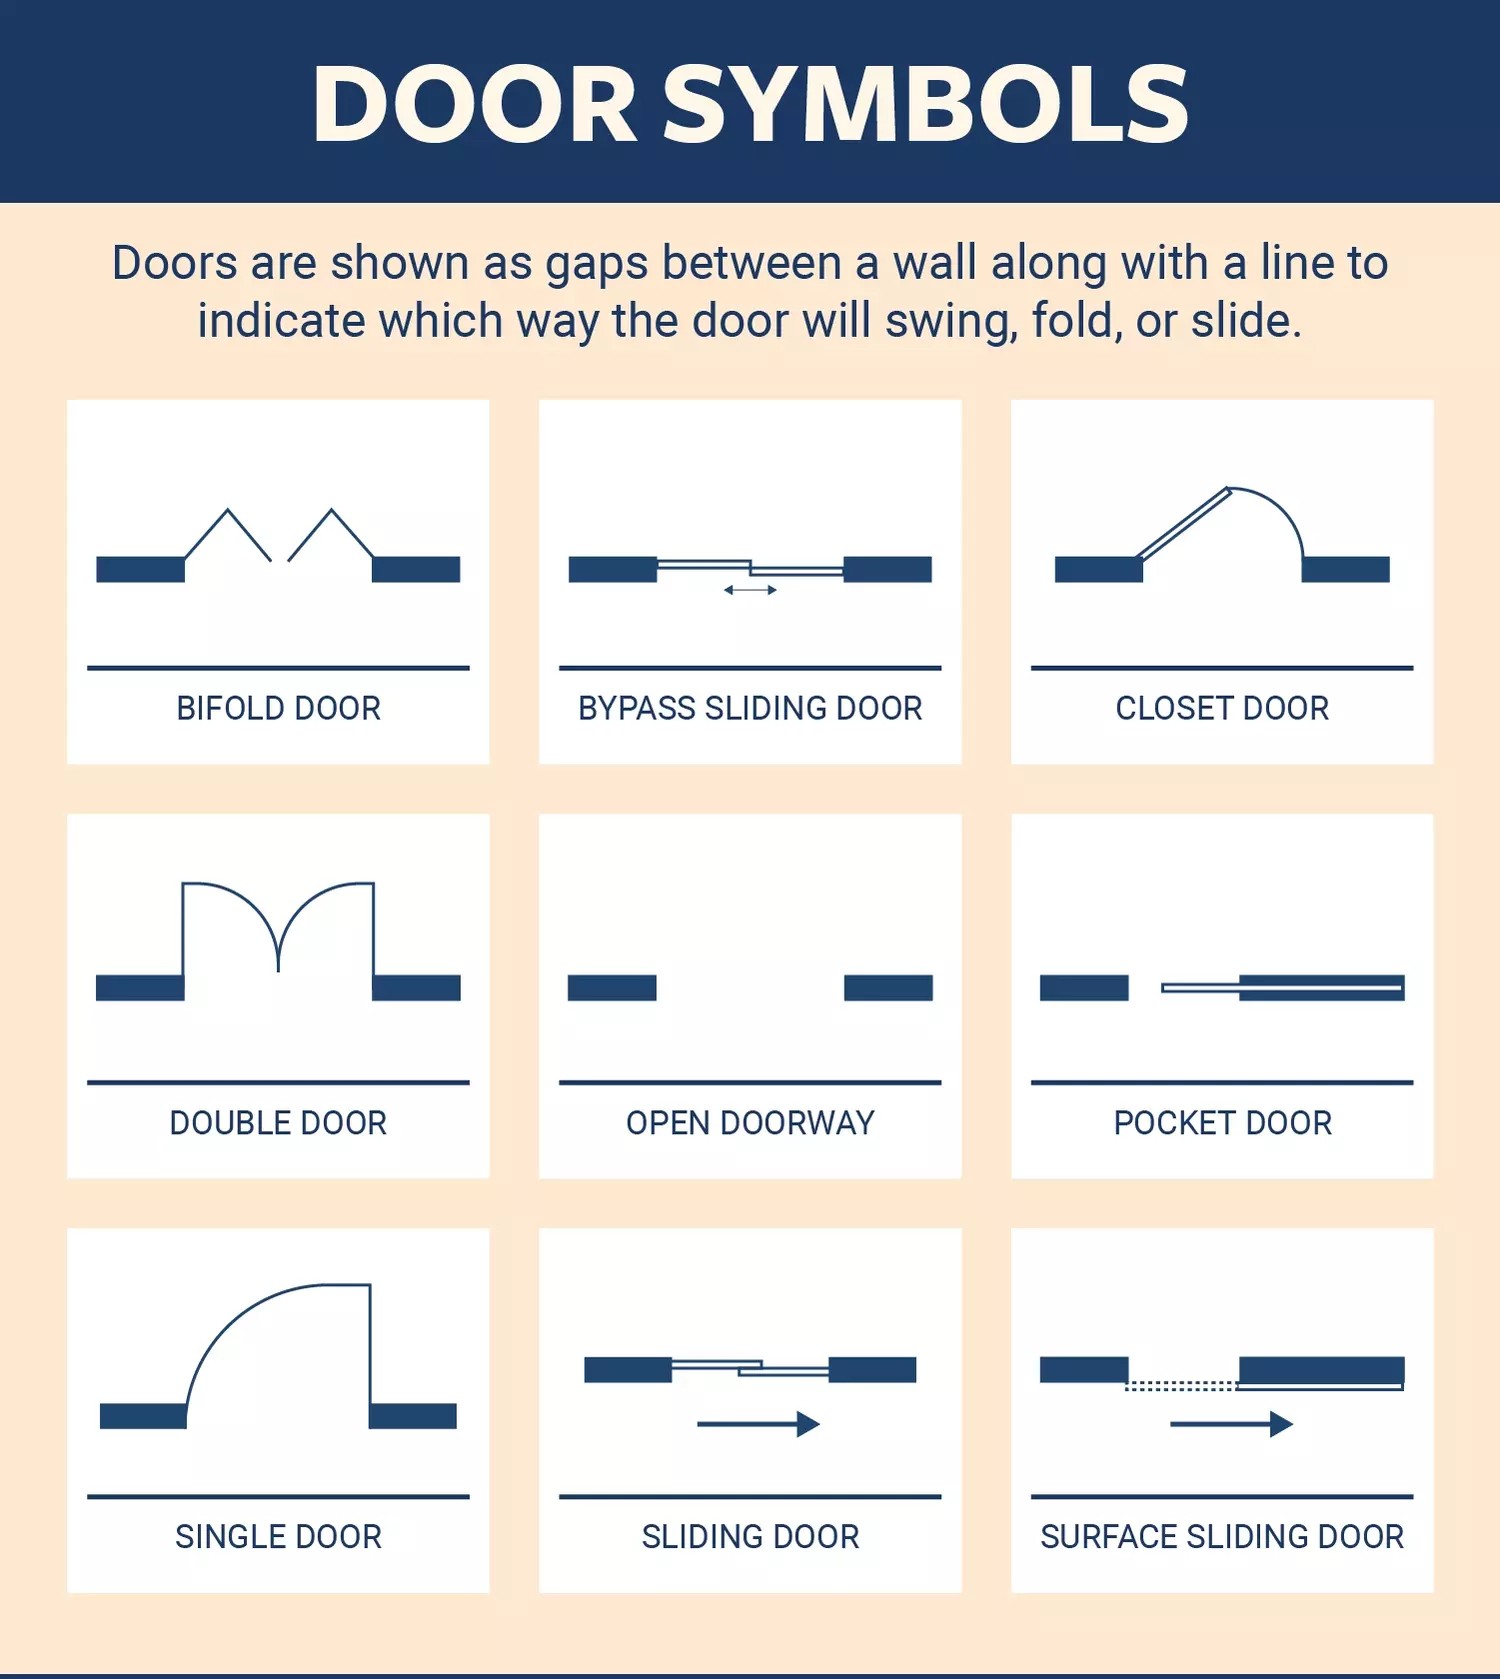 DOOR SYMBOLS
Doors are shown as gaps between a wall along with a line to
indicate which way the door will swing, fold, or slide.
BIFOLD DOOR
BYPASS SLIDING DOOR
CLOSET DOOR
DOUBLE DOOR
OPEN DOORWAY
POCKET DOOR
SINGLE DOOR
SLIDING DOOR
SURFACE SLIDING DOOR